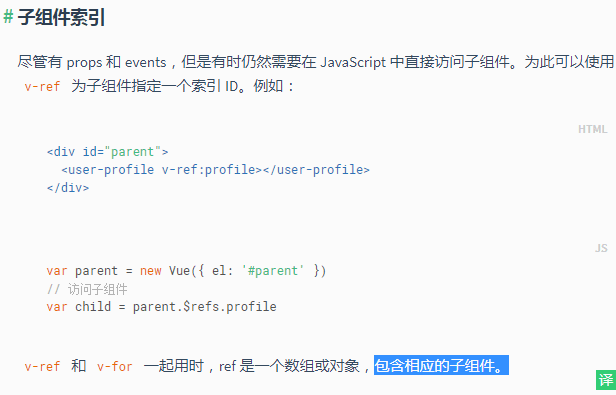 # 子组件索引
尽管有 props 和 events，但是有时仍然需要在 JavaScript 中直接访问子组件。为此可以使用
v-ref 为子组件指定一个索引 ID。例如：
HTML
<div id="parent">
  <user-profile v-ref:profile></user-profile>
</div>
JS
var parent = new Vue({ el: '#parent' })
// 访问子组件
var child = parent.$refs.profile
v-ref 和 v-for 一起用时，ref 是一个数组或对象，包含相应的子组件。
译